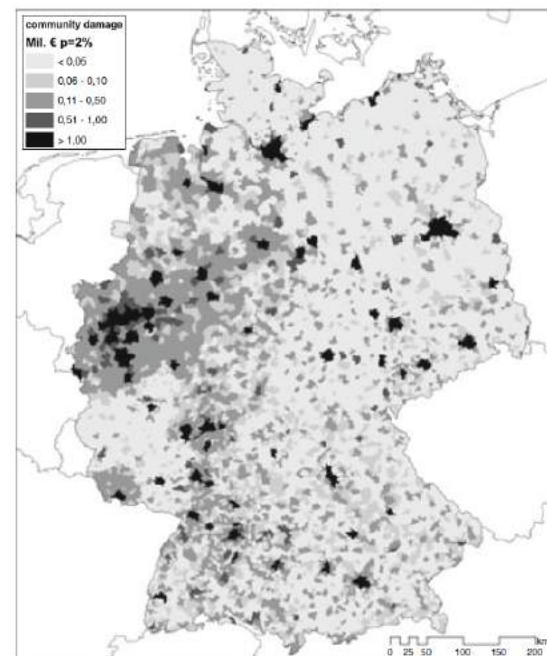 community damage
Mil. € p=2%
< 0,05
0,06 - 0,10
0,11 - 0,50
0,51 - 1,00
> 1,00
km
0 25 50 100 150 200